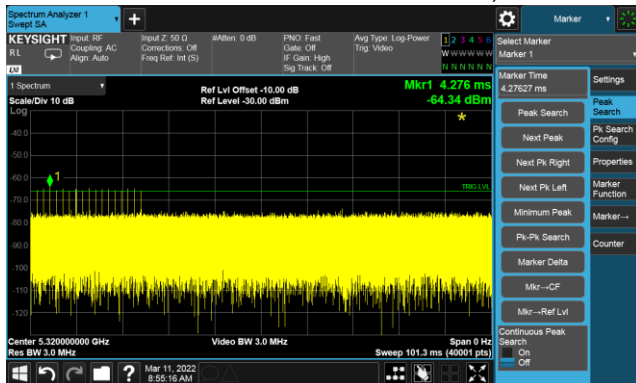 Spectrum Analyzer 1
Swept SA
Marker
KEYSIGHT Input: RF Input Z: 50 Ω #Atten: 0 dB PNO: Fast Avg Type: Log-Power 1 2 3 4 5 6
RL Coupling: AC Corrections: Off Gate: Off Trig: Video W W W W W W
Align: Auto Freq Ref: Int (S) IF Gain: High N N N N N N
Sig Track: Off
LXI
Select Marker
Marker 1
1 Spectrum
Scale/Div 10 dB
Ref Lvl Offset -10.00 dB
Ref Level -30.00 dBm
Mkr1 4.276 ms
-64.34 dBm
Log
-40.0
-50.0
-60.0
-70.0
-80.0
-90.0
-100
-110
-120
1
TRIG LVL
Center 5.320000000 GHz
Res BW 3.0 MHz
Video BW 3.0 MHz
Span 0 Hz
Sweep 101.3 ms (40001 pts)
Marker Time
4.27627 ms
Peak Search
Next Peak
Next Pk Right
Next Pk Left
Minimum Peak
Pk-Pk Search
Marker Delta
Mkr→CF
Mkr→Ref Lvl
Continuous Peak
Search
On
Off
Settings
Peak
Search
Pk Search
Config
Properties
Marker
Function
Marker→
Counter
Mar 11, 2022
8:55:16 AM